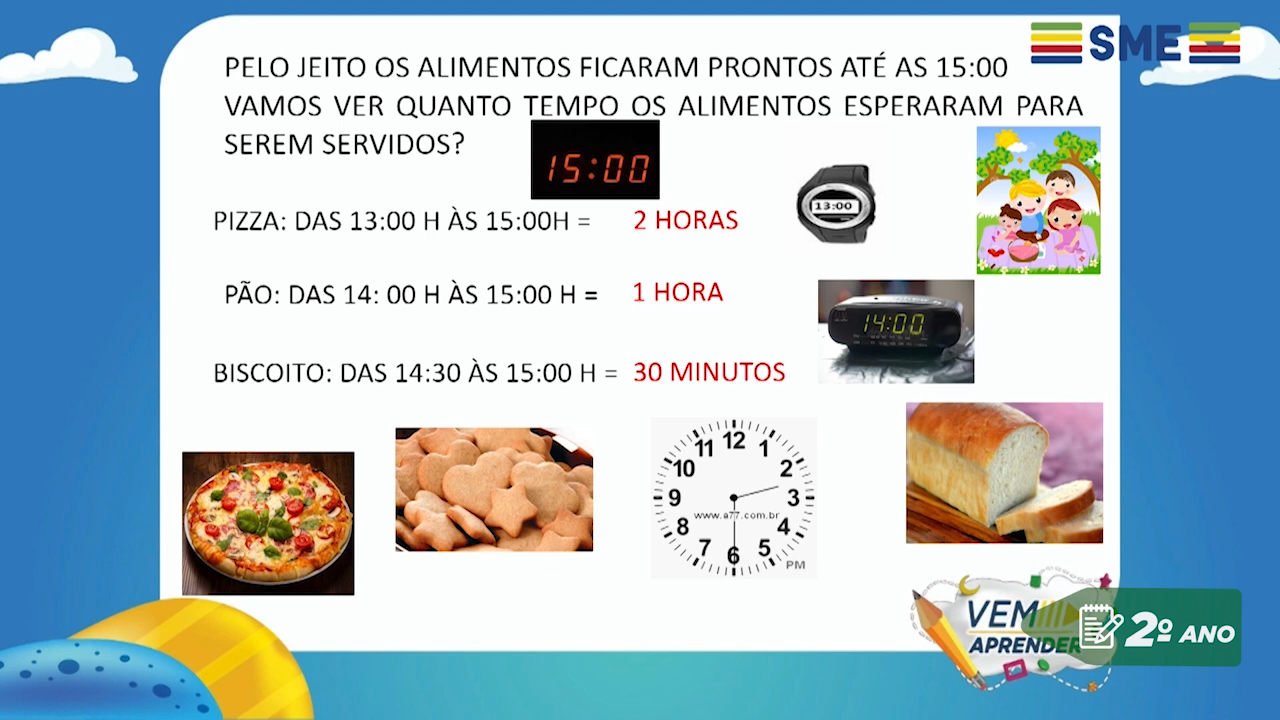 SME
PELO JEITO OS ALIMENTOS FICARAM PRONTOS ATÉ AS 15:00
VAMOS VER QUANTO TEMPO OS ALIMENTOS ESPERARAM PARA
SEREM SERVIDOS?
15:00
13:00
PIZZA: DAS 13:00 H ÀS 15:00H = 2 HORAS
PÃO: DAS 14: 00 H ÀS 15:00 H = 1 HORA
14:00
BISCOITO: DAS 14:30 ÀS 15:00 H = 30 MINUTOS
12
1
2
3
4
5
6
7
8
9
10
11
www.a77.com.br
PM
VEM
APRENDER
2º ANO